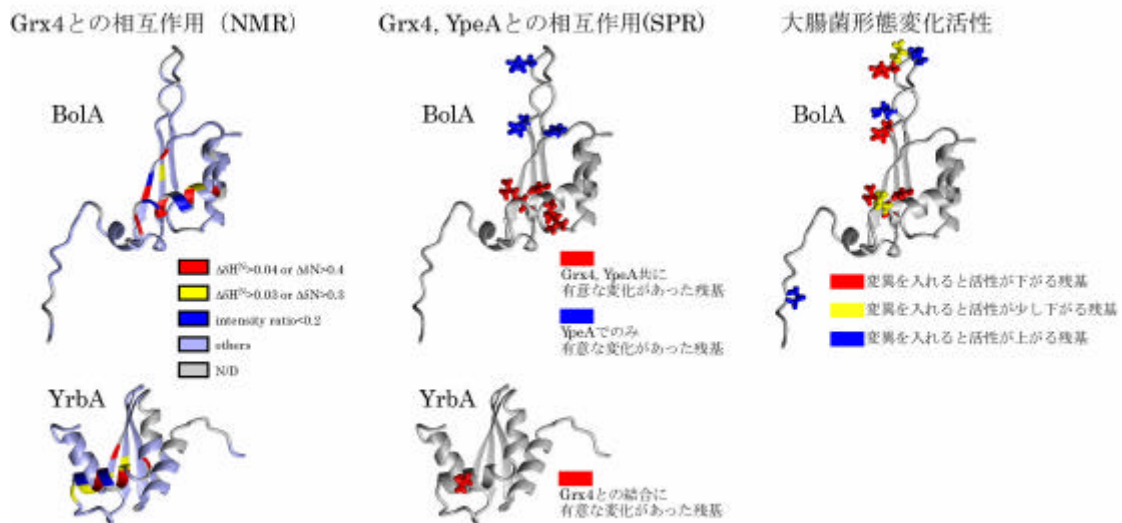 Grx4との相互作用（NMR）
BolA
ΔδHᴺ>0.04 or ΔδN>0.4
ΔδHᴺ>0.03 or ΔδN>0.3
intensity ratio<0.2
others
N/D
YrbA
Grx4, YpeAとの相互作用(SPR)
BolA
Grx4, YpeA共に
有意な変化があった残基
YpeAでのみ
有意な変化があった残基
YrbA
Grx4との結合に
有意な変化があった残基
大腸菌形態変化活性
BolA
変異を入れると活性が下がる残基
変異を入れると活性が少し下がる残基
変異を入れると活性が上がる残基